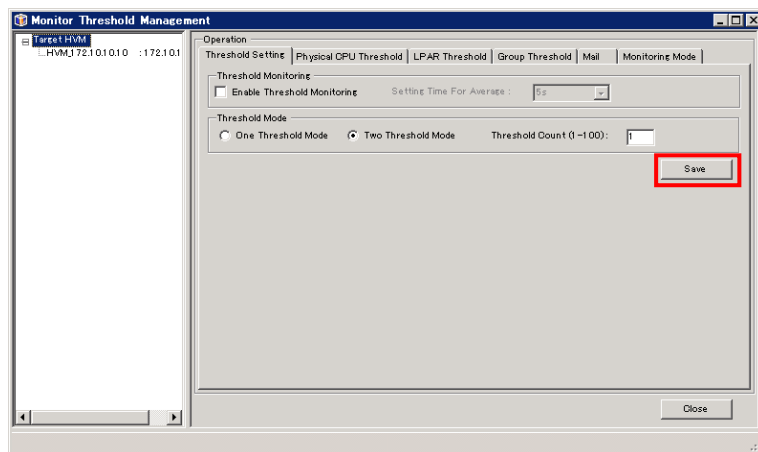 Monitor Threshold Management
Target HVM
HVM_172.10.10.10 :172.10.1
Operation
Threshold Setting Physical CPU Threshold LPAR Threshold Group Threshold Mail Monitoring Mode
Threshold Monitoring
Enable Threshold Monitoring Setting Time For Average : 5s
Threshold Mode
One Threshold Mode Two Threshold Mode Threshold Count (1-100): 1
Save
Close